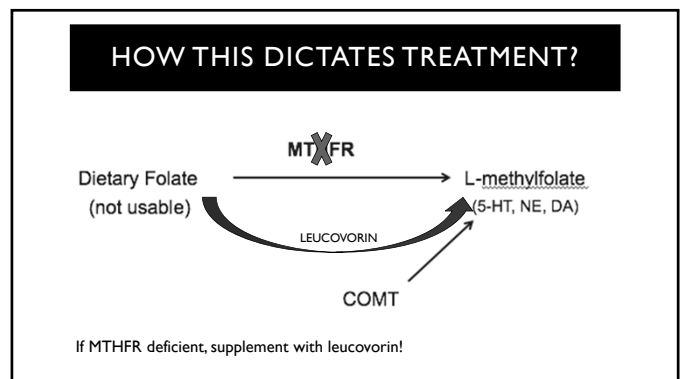 HOW THIS DICTATES TREATMENT?
MTXFR
Dietary Folate
(not usable)
L-methylfolate
(5-HT, NE, DA)
LEUCOVORIN
COMT
If MTHFR deficient, supplement with leucovorin!